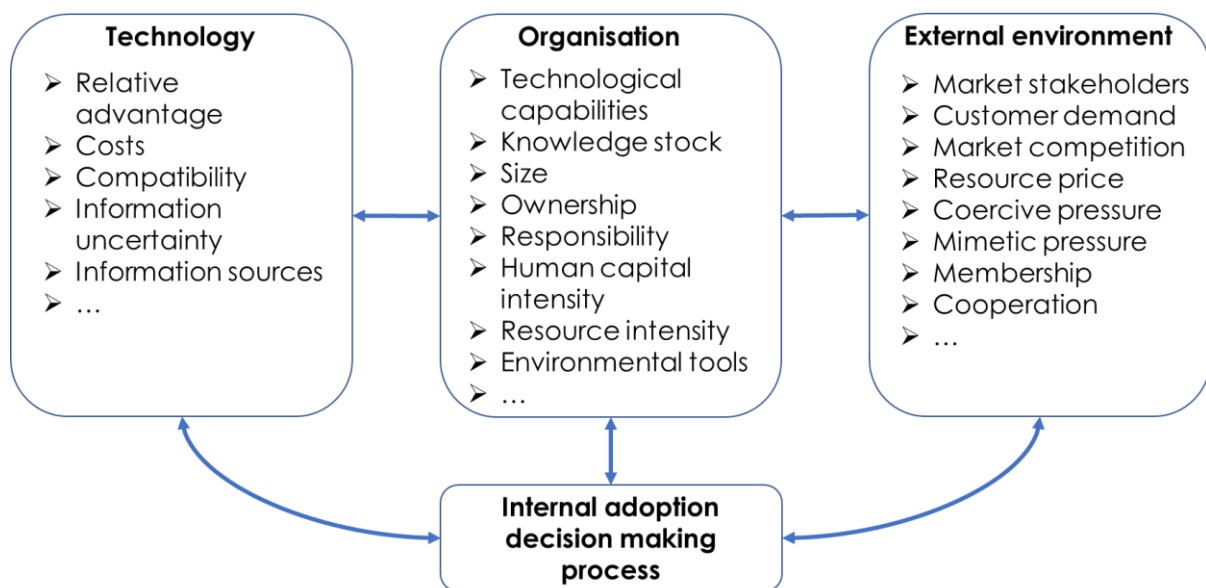 Technology
➢ Relative
advantage
➢ Costs
➢ Compatibility
➢ Information
uncertainty
➢ Information sources
➢ …
Organisation
➢ Technological
capabilities
➢ Knowledge stock
➢ Size
➢ Ownership
➢ Responsibility
➢ Human capital
intensity
➢ Resource intensity
➢ Environmental tools
➢ …
External environment
➢ Market stakeholders
➢ Customer demand
➢ Market competition
➢ Resource price
➢ Coercive pressure
➢ Mimetic pressure
➢ Membership
➢ Cooperation
➢ …
Internal adoption
decision making
process